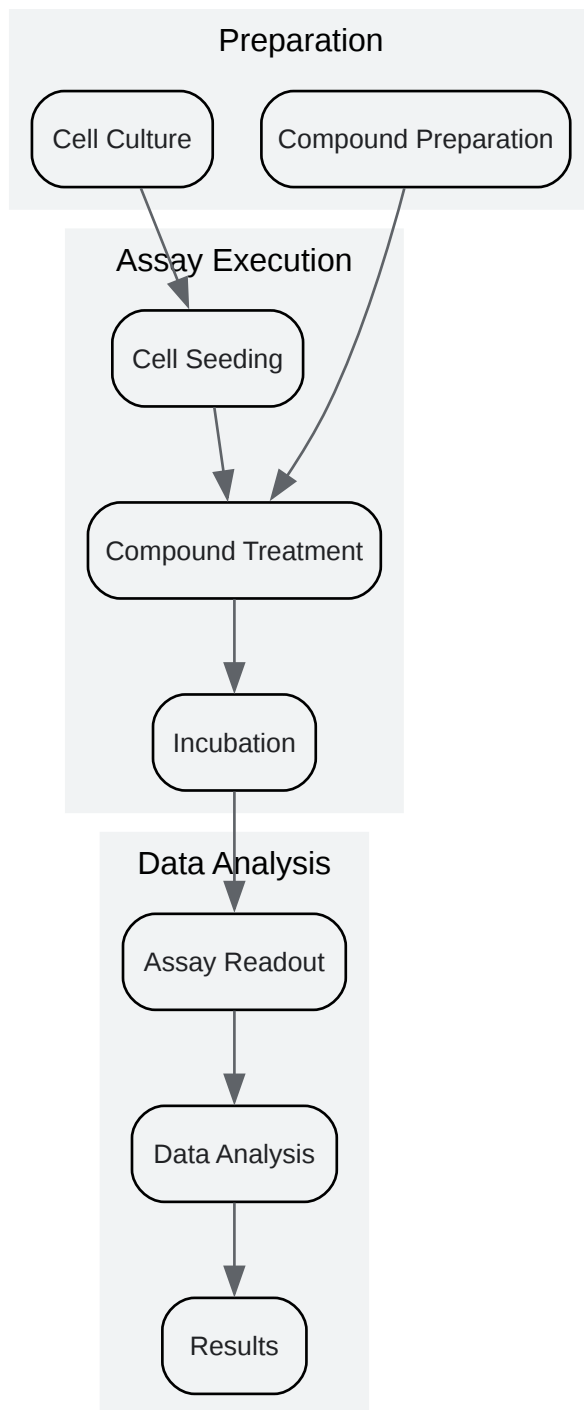 Preparation
Cell Culture
Compound Preparation
Assay Execution
Cell Seeding
Compound Treatment
Incubation
Data Analysis
Assay Readout
Data Analysis
Results